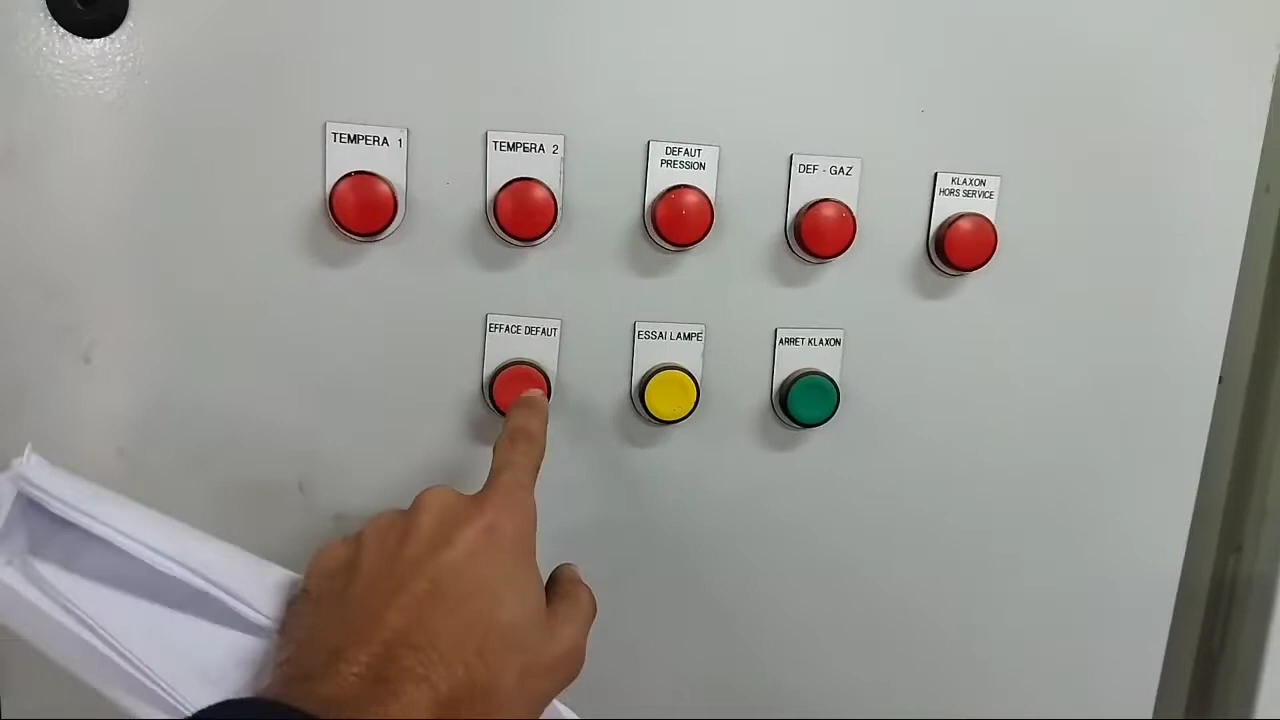 TEMPERA 1
TEMPERA 2
DEFAUT
PRESSION
DEF - GAZ
KLAXON
HORS SERVICE
EFFACE DEFAUT
ESSAI LAMPE
ARRET KLAXON